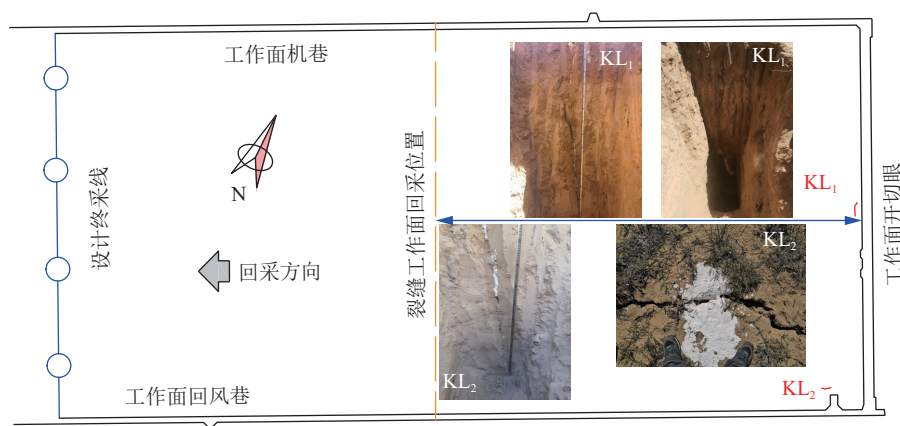 工作面机巷
KL₁
KL₁
KL₁
N
设计终采线
裂缝工作面回采位置
工作面开切眼
回采方向
KL₂
KL₂
KL₂
工作面回风巷